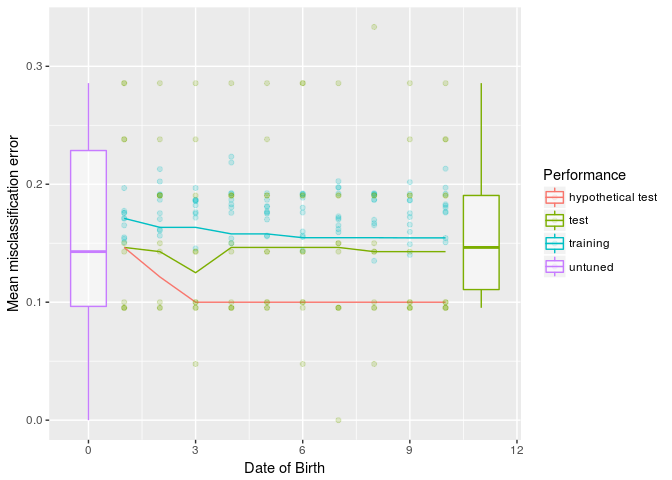 Mean misclassification error
0.3
0.2
0.1
0.0
0
3
6
9
12
Date of Birth
Performance
hypothetical test
test
training
untuned